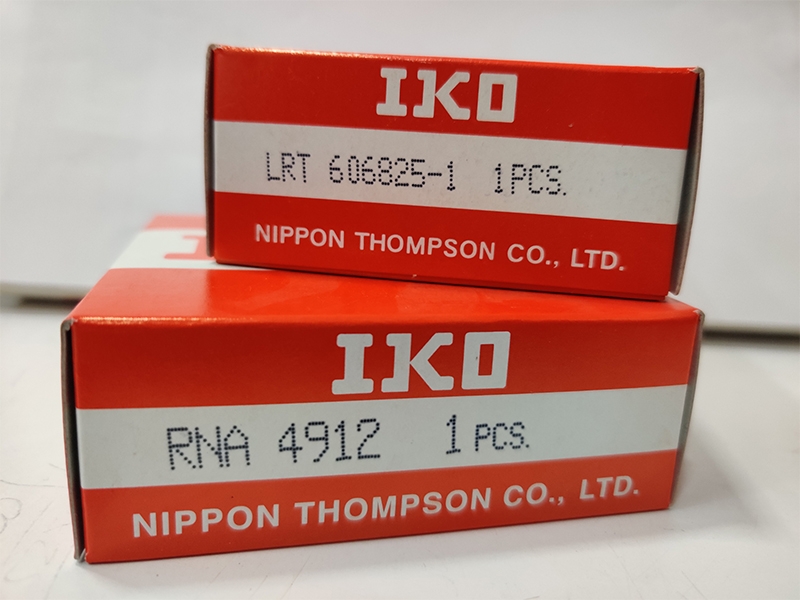 IKO
LRT 606825-1 1PCS.
NIPPON THOMPSON CO., LTD.
IKO
RNA 4912 1 PCS.
NIPPON THOMPSON CO., LTD.